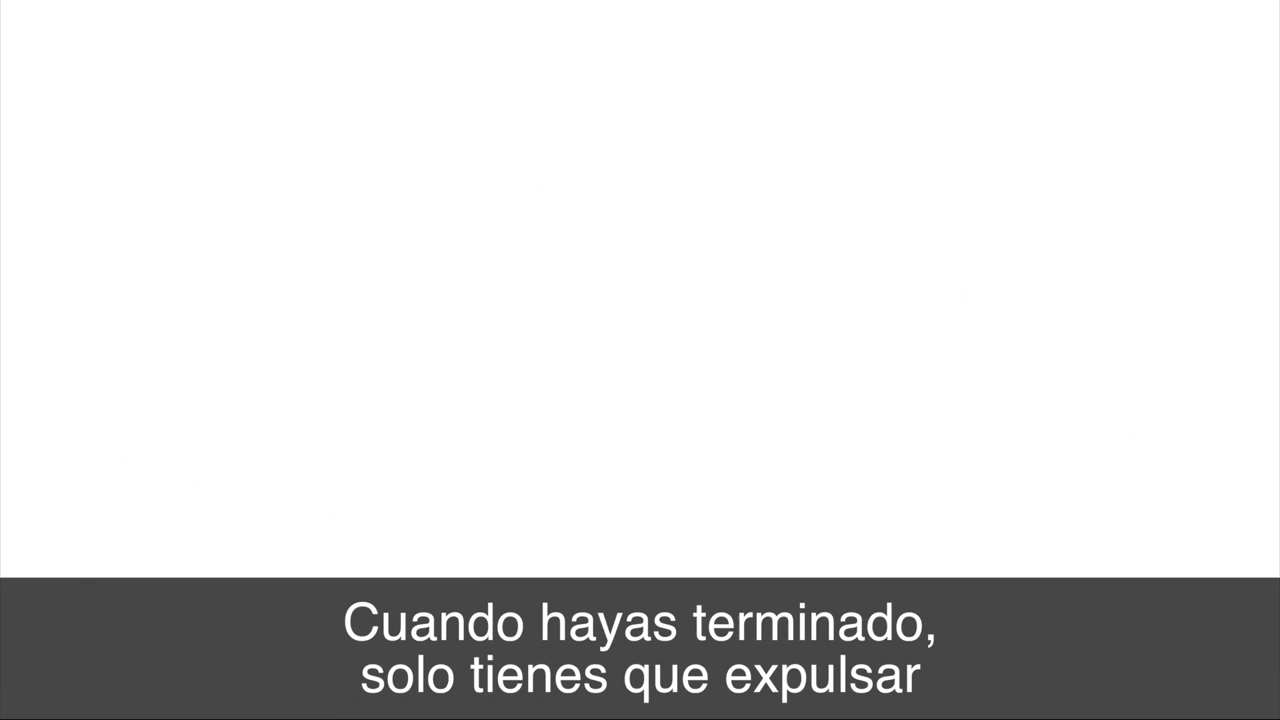 Cuando hayas terminado,
solo tienes que expulsar